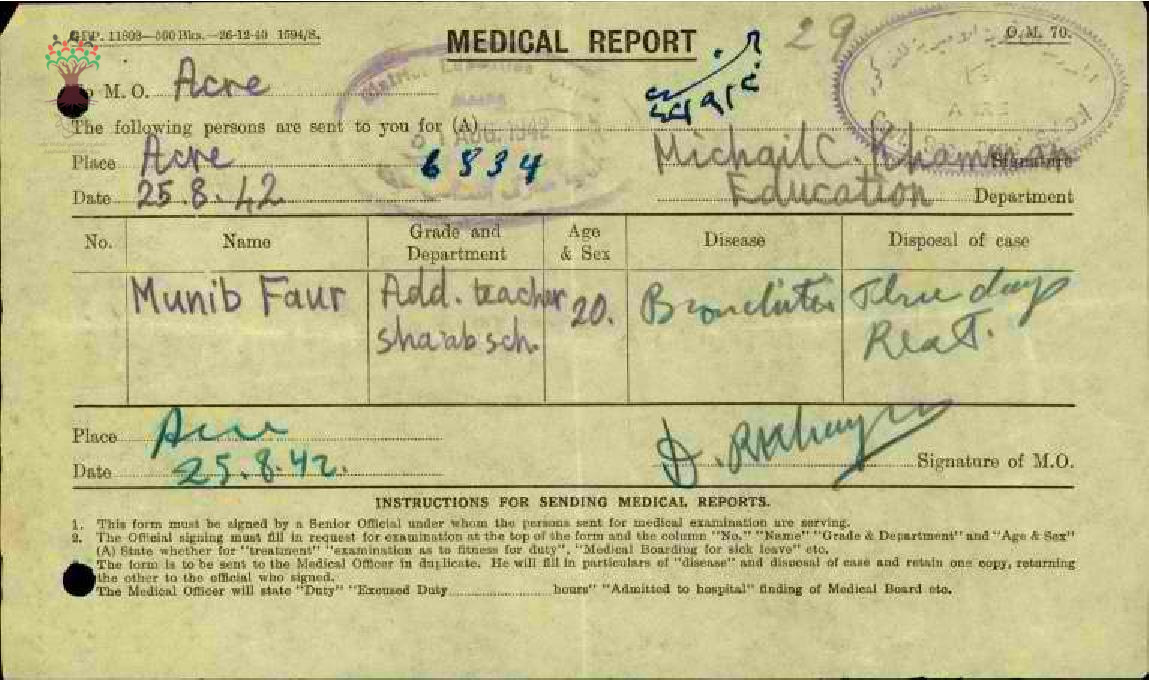 GPP. 11808—500 Bks.—26-12-40 1594/S.
MEDICAL REPORT
29
O.M. 70.
M. O. Acre
The following persons are sent to you for (A)
AUG. 1942
ACRE
Place Acre
6834
Michail C. Signature
Date 25.8.42
Education Department
No. Name Grade and Department Age & Sex Disease Disposal of case
Munib Faur Add. teacher 20. Bronchitis Three days
sha'ab sch. Rest.
Place Acre
Date 25.8.42.
D. Signature of M.O.
INSTRUCTIONS FOR SENDING MEDICAL REPORTS.
1. This form must be signed by a Senior Official under whom the persons sent for medical examination are serving.
2. The Official signing must fill in request for examination at the top of the form and the column "No." "Name" "Grade & Department" and "Age & Sex"
(A) State whether for "treatment" "examination as to fitness for duty", "Medical Boarding for sick leave" etc.
The form is to be sent to the Medical Officer in duplicate. He will fill in particulars of "disease" and disposal of case and retain one copy, returning
the other to the official who signed.
The Medical Officer will state "Duty" "Excused Duty.....................hours" "Admitted to hospital" finding of Medical Board etc.